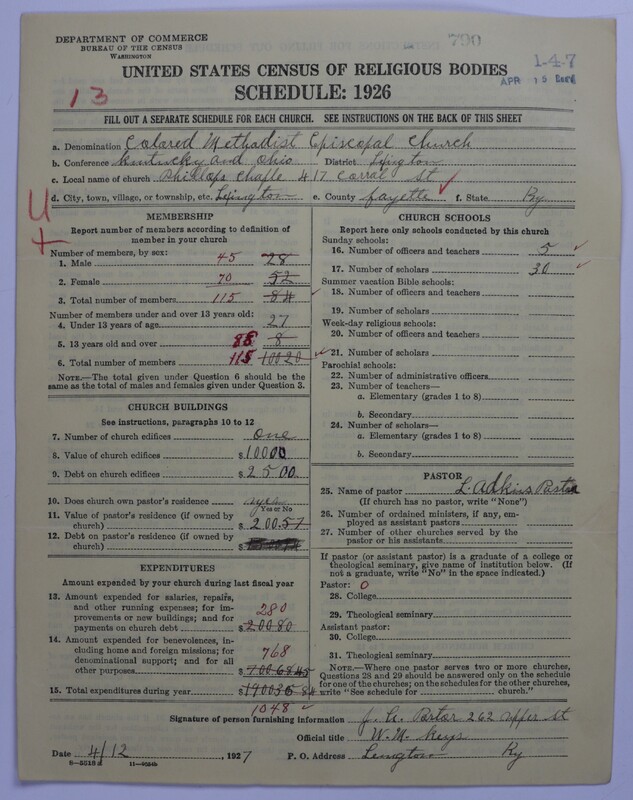 DEPARTMENT OF COMMERCE
BUREAU OF THE CENSUS
WASHINGTON
790
1-4-7
APR 15
13
UNITED STATES CENSUS OF RELIGIOUS BODIES
SCHEDULE: 1926
FILL OUT A SEPARATE SCHEDULE FOR EACH CHURCH. SEE INSTRUCTIONS ON THE BACK OF THIS SHEET
a. Denomination Colared Methodist Episcopal Church
b. Conference Kentucky and Ohio District Lexington
c. Local name of church Phillops Chaple 417 Corral St
d. City, town, village, or township, etc. Lexington e. County Fayette f. State Ky
MEMBERSHIP
Report number of members according to definition of member in your church
Number of members, by sex:
1. Male 45 28
2. Female 70 52
3. Total number of members 115 84
Number of members under and over 13 years old:
4. Under 13 years of age 27
5. 13 years old and over 88 8
6. Total number of members 115 10020
NOTE.—The total given under Question 6 should be the same as the total of males and females given under Question 3.
CHURCH BUILDINGS
See instructions, paragraphs 10 to 12
7. Number of church edifices one
8. Value of church edifices $10000
9. Debt on church edifices $2500
10. Does church own pastor's residence
Yes or No
11. Value of pastor's residence (if owned by church) $200.57
12. Debt on pastor's residence (if owned by church) $
EXPENDITURES
Amount expended by your church during last fiscal year
13. Amount expended for salaries, repairs, and other running expenses; for improvements or new buildings; and for payments on church debt 280 $200.80
14. Amount expended for benevolences, including home and foreign missions; for denominational support; and for all other purposes 768
15. Total expenditures during year $
1048
CHURCH SCHOOLS
Report here only schools conducted by this church
Sunday schools:
16. Number of officers and teachers 5
17. Number of scholars 30
Summer vacation Bible schools:
18. Number of officers and teachers
19. Number of scholars
Week-day religious schools:
20. Number of officers and teachers
21. Number of scholars
Parochial schools:
22. Number of administrative officers
23. Number of teachers—
a. Elementary (grades 1 to 8)
b. Secondary
24. Number of scholars—
a. Elementary (grades 1 to 8)
b. Secondary
PASTOR
25. Name of pastor L. Adkins Pastor
(If church has no pastor, write "None")
26. Number of ordained ministers, if any, employed as assistant pastors
27. Number of other churches served by the pastor or his assistants
If pastor (or assistant pastor) is a graduate of a college or theological seminary, give name of institution below. (If not a graduate, write "No" in the space indicated.)
Pastor: 0
28. College
29. Theological seminary
Assistant pastor:
30. College
31. Theological seminary
NOTE.—Where one pastor serves two or more churches, Questions 28 and 29 should be answered only on the schedule for one of the churches; on the schedules for the other churches, write "See schedule for church."
Signature of person furnishing information Pastor 262 upper st
Official title W. M. Keys
Date 4/12, 1927 P. O. Address Lexington Ky